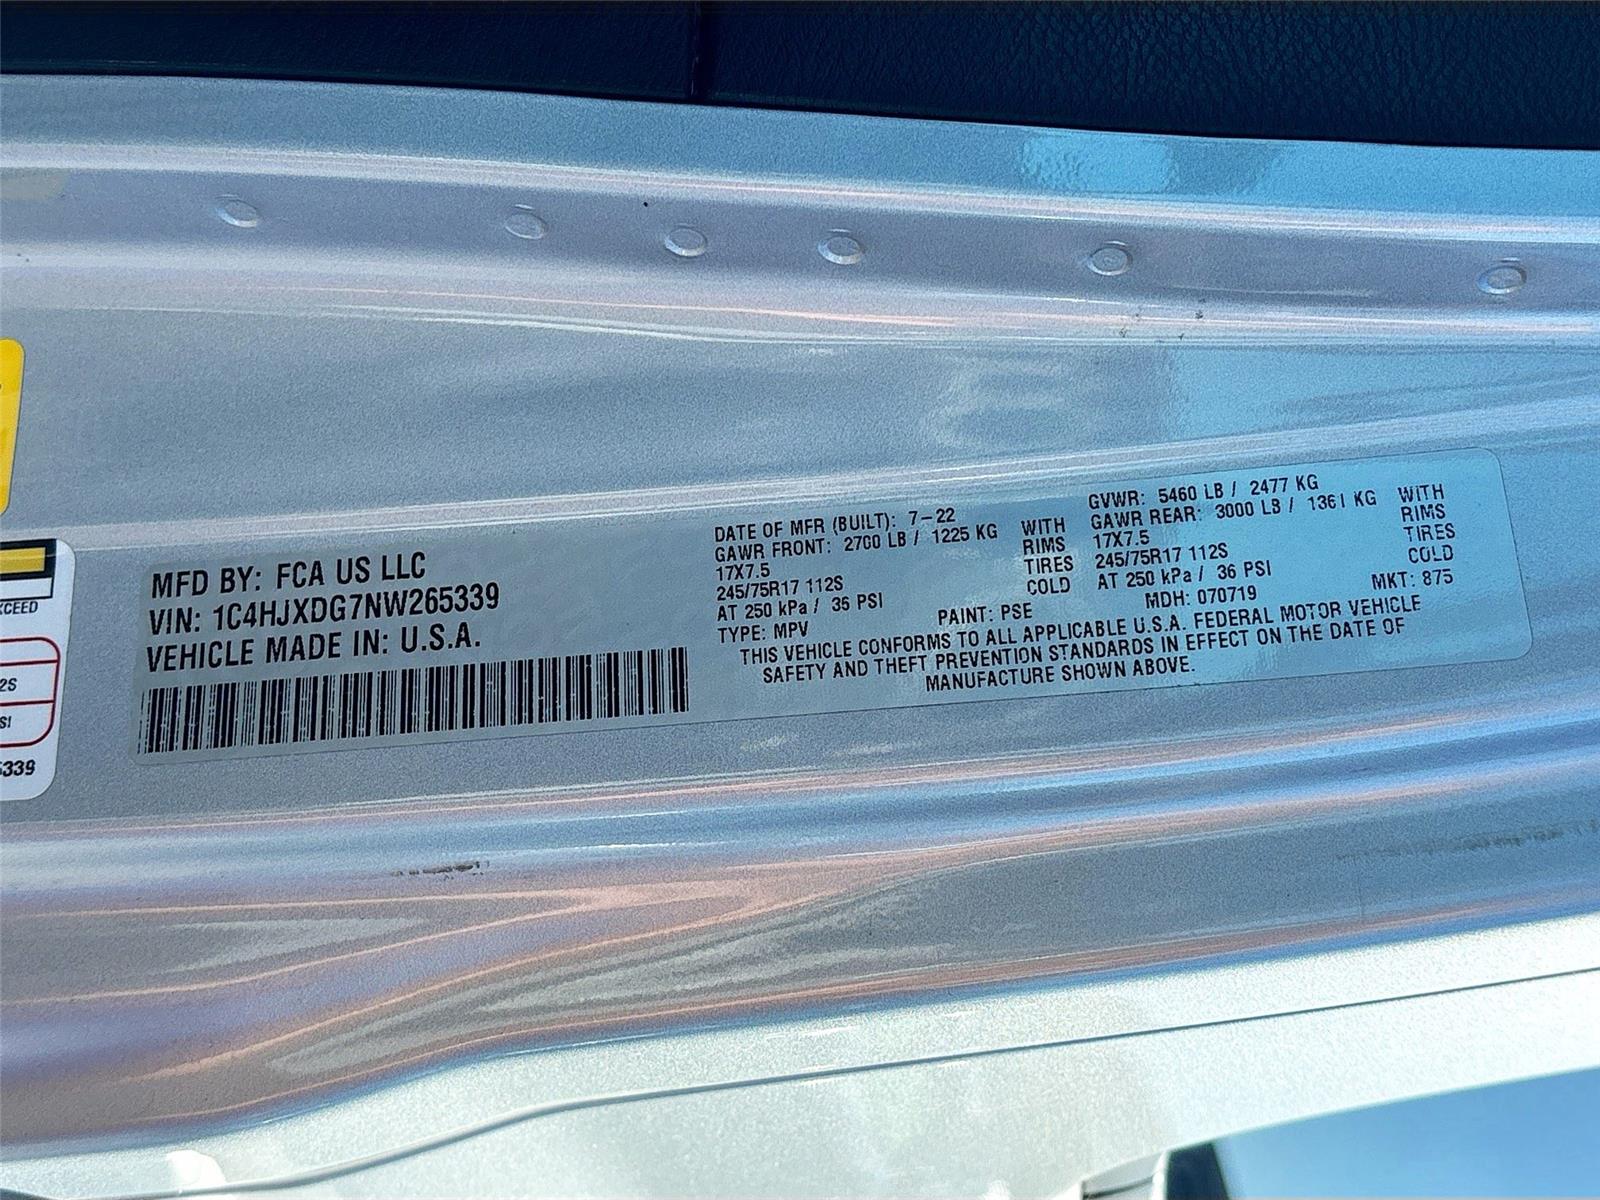 MFD BY: FCA US LLC
VIN: 1C4HJXDG7NW265339
VEHICLE MADE IN: U.S.A.
DATE OF MFR (BUILT): 7-22
GAWR FRONT: 2700 LB / 1225 KG WITH
17X7.5 RIMS
245/75R17 112S TIRES
AT 250 kPa / 36 PSI COLD
TYPE: MPV
PAINT: PSE
GVWR: 5460 LB / 2477 KG
GAWR REAR: 3000 LB / 1361 KG WITH
17X7.5 RIMS
245/75R17 112S TIRES
AT 250 kPa / 36 PSI COLD
MDH: 070719
MKT: 875
THIS VEHICLE CONFORMS TO ALL APPLICABLE U.S.A. FEDERAL MOTOR VEHICLE
SAFETY AND THEFT PREVENTION STANDARDS IN EFFECT ON THE DATE OF
MANUFACTURE SHOWN ABOVE.
XCEED
2S
SI
5339